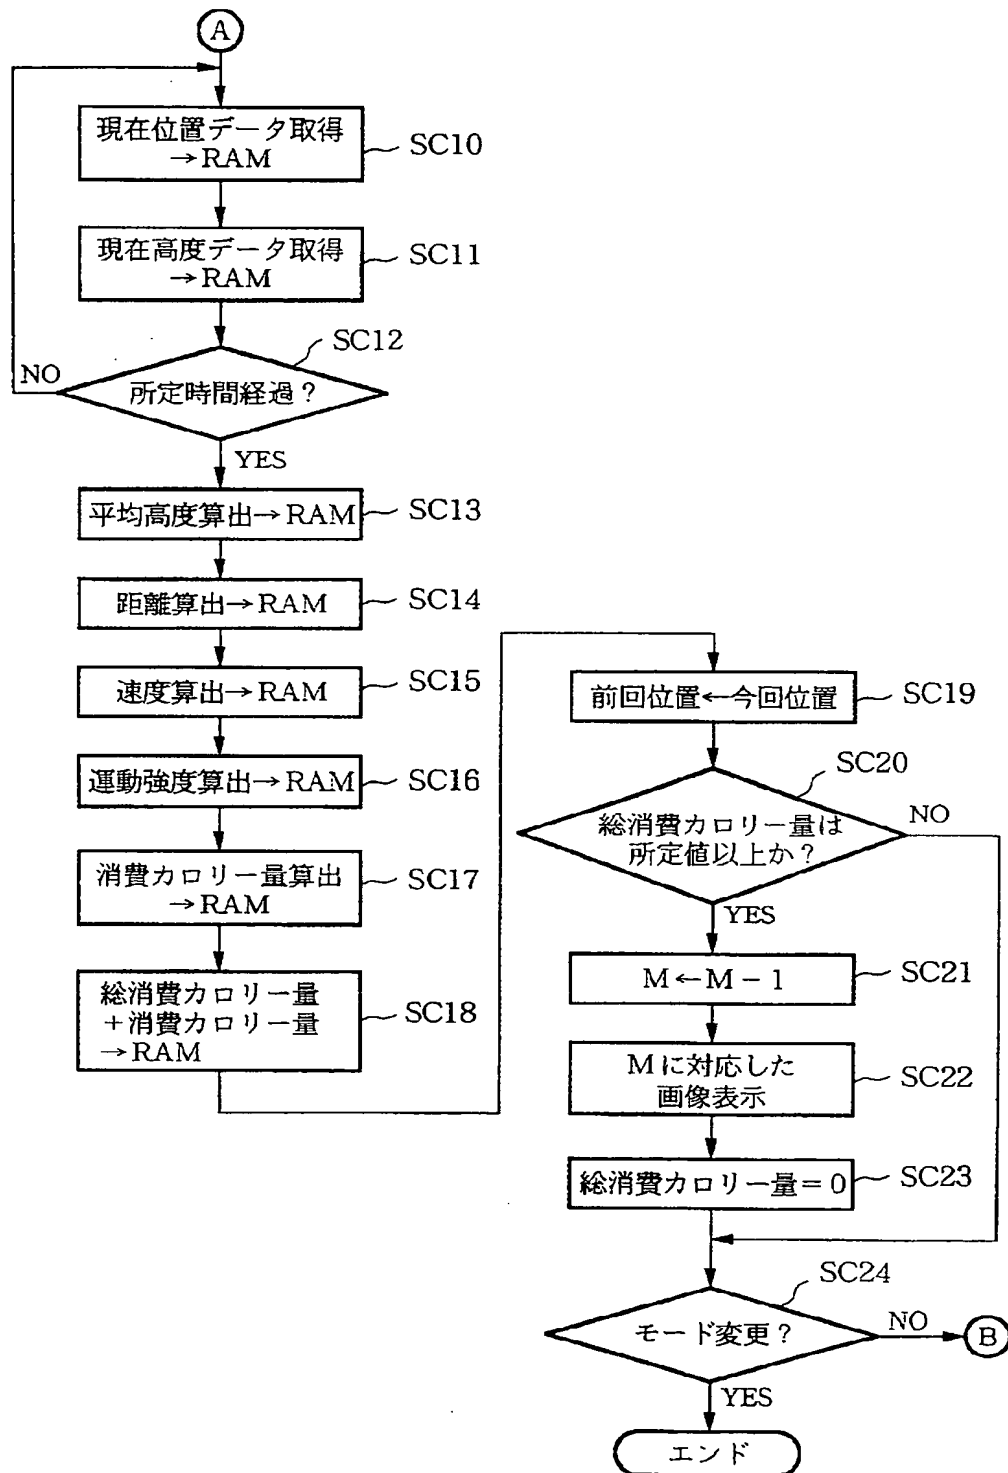 A
現在位置データ取得
→RAM
SC10
現在高度データ取得
→RAM
SC11
SC12
所定時間経過？
NO
YES
平均高度算出→RAM
SC13
距離算出→RAM
SC14
速度算出→RAM
SC15
運動強度算出→RAM
SC16
消費カロリー量算出
→RAM
SC17
総消費カロリー量
＋消費カロリー量
→RAM
SC18
前回位置←今回位置
SC19
SC20
総消費カロリー量は
所定値以上か？
NO
YES
M←M－1
SC21
Mに対応した
画像表示
SC22
総消費カロリー量＝0
SC23
SC24
モード変更？
NO
B
YES
エンド